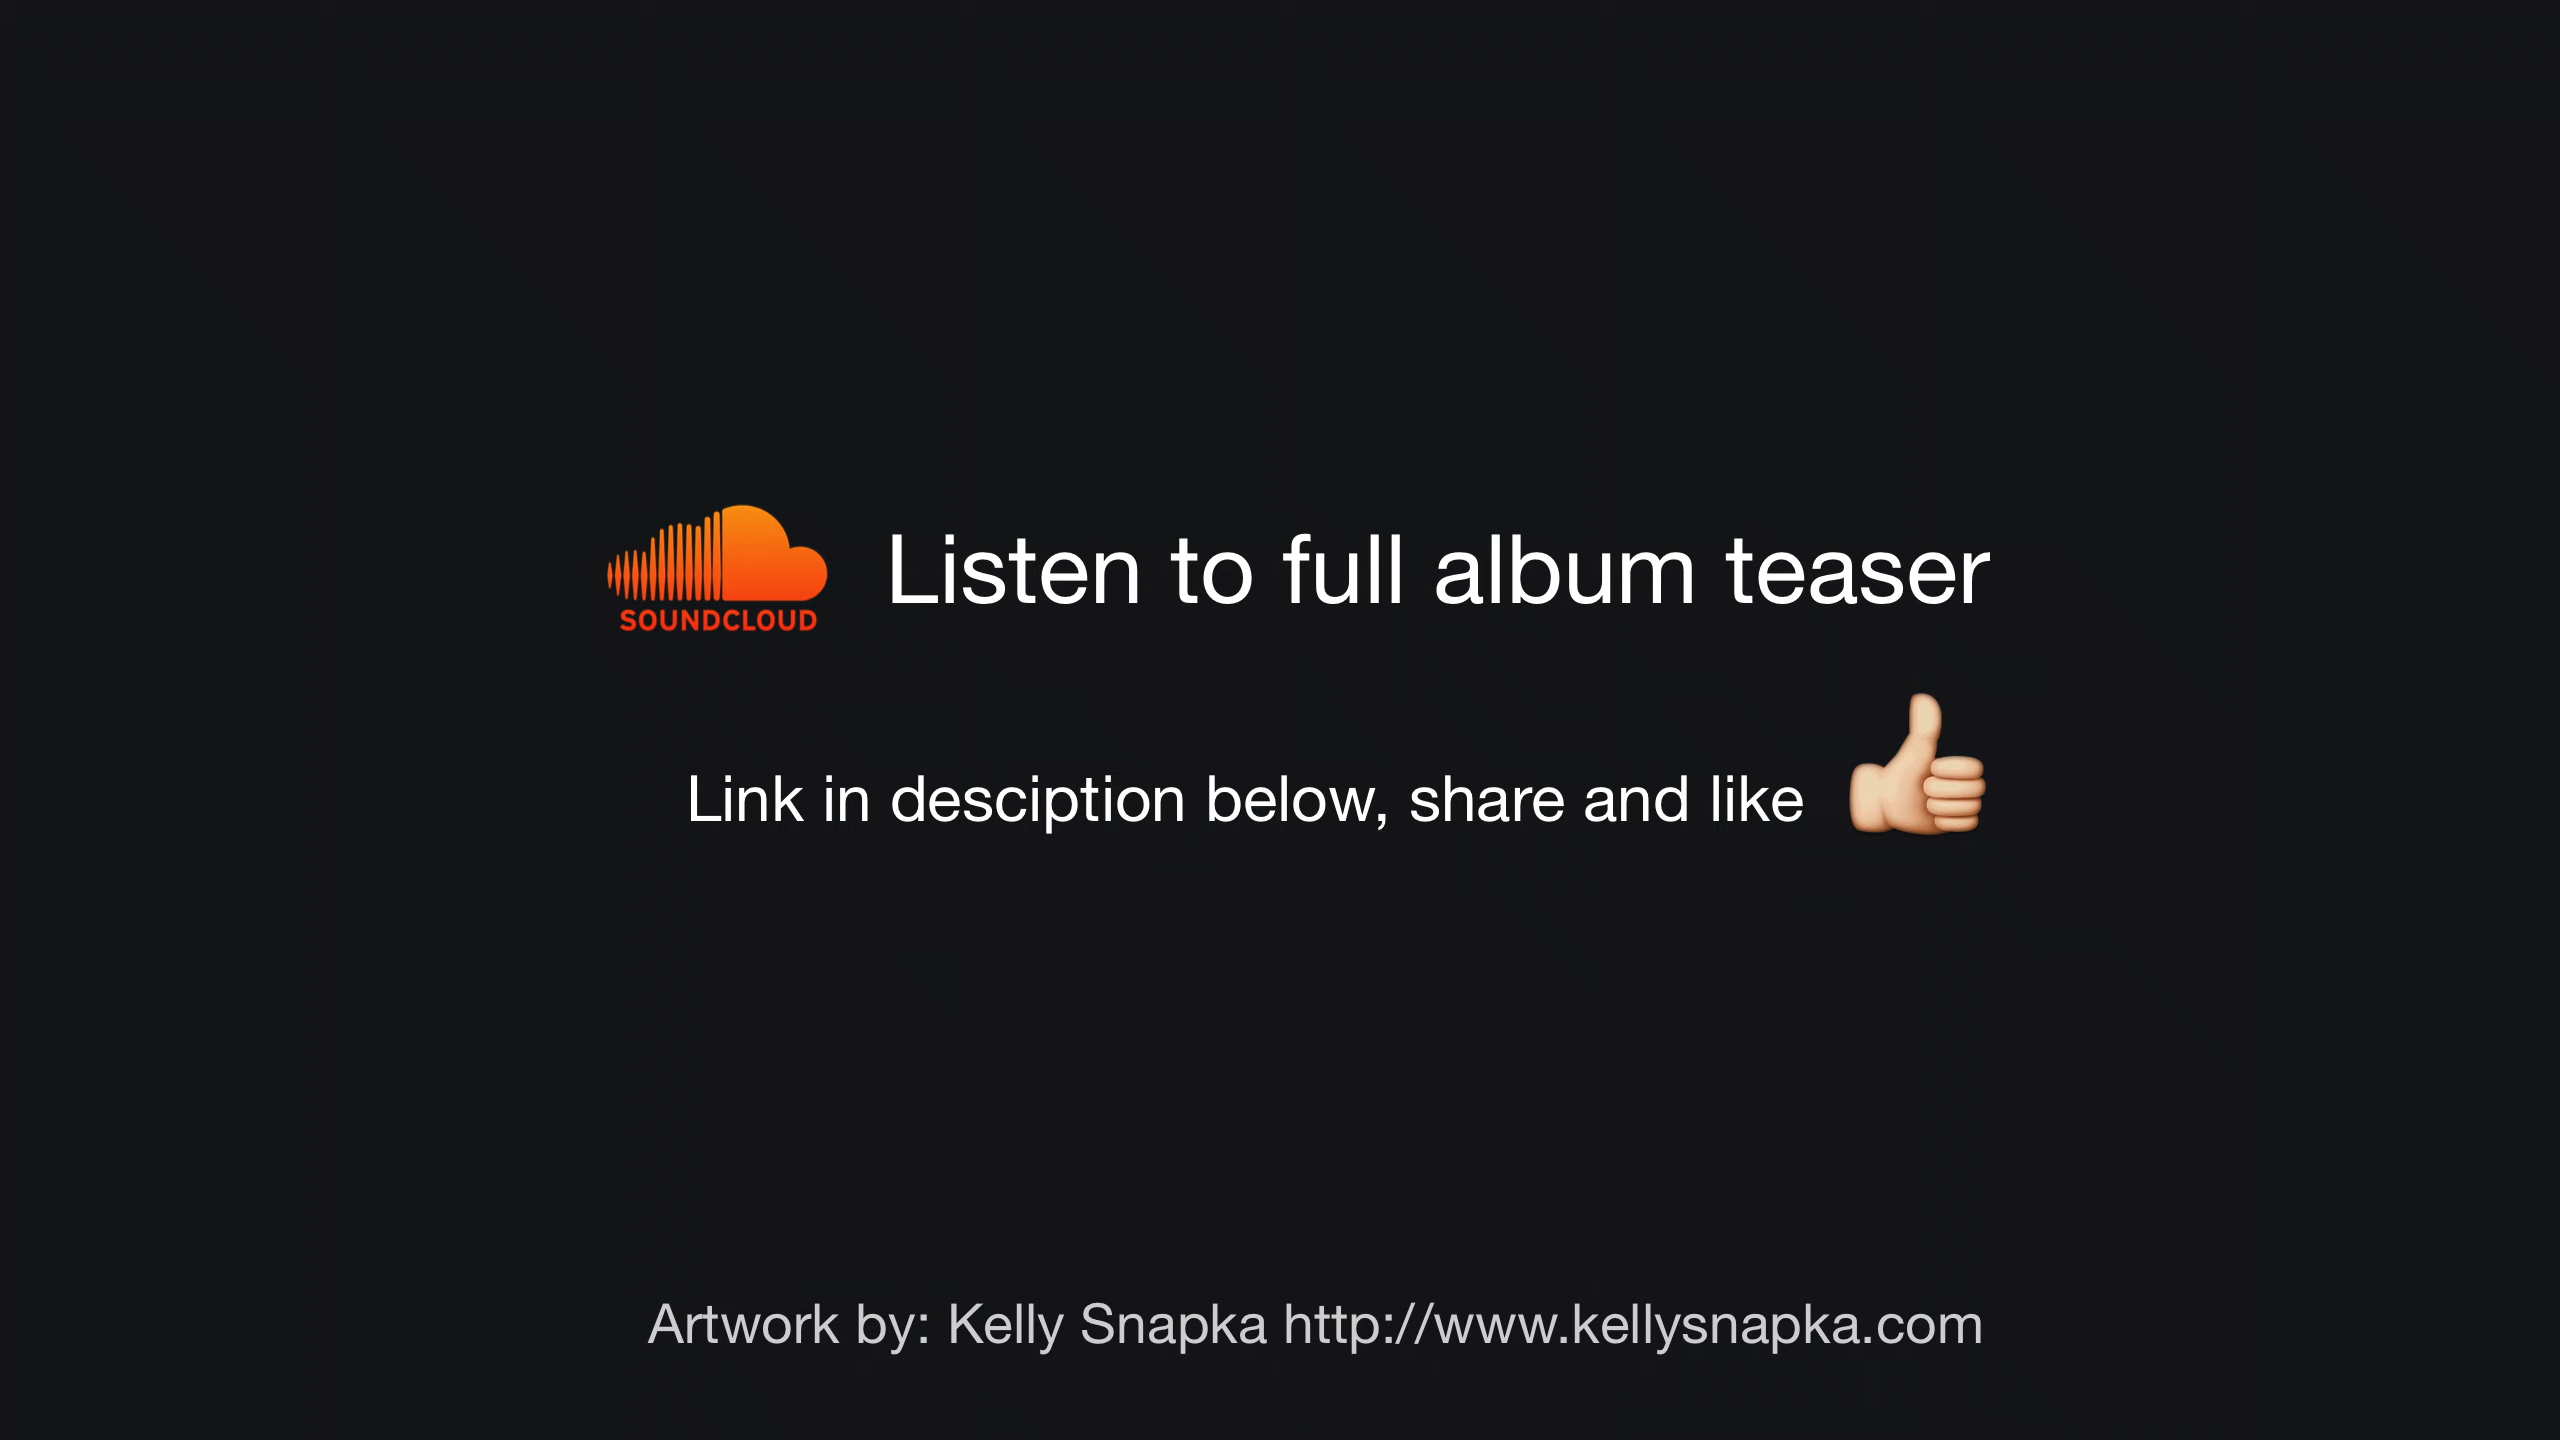 SOUNDCLOUD
Listen to full album teaser
Link in desciption below, share and like
Artwork by: Kelly Snapka http://www.kellysnapka.com